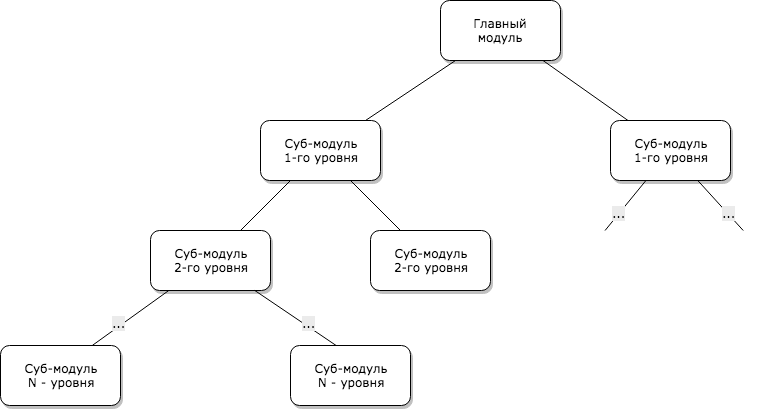 Главный
модуль
Суб-модуль
1-го уровня
Суб-модуль
1-го уровня
...
...
Суб-модуль
2-го уровня
Суб-модуль
2-го уровня
...
...
Суб-модуль
N - уровня
Суб-модуль
N - уровня